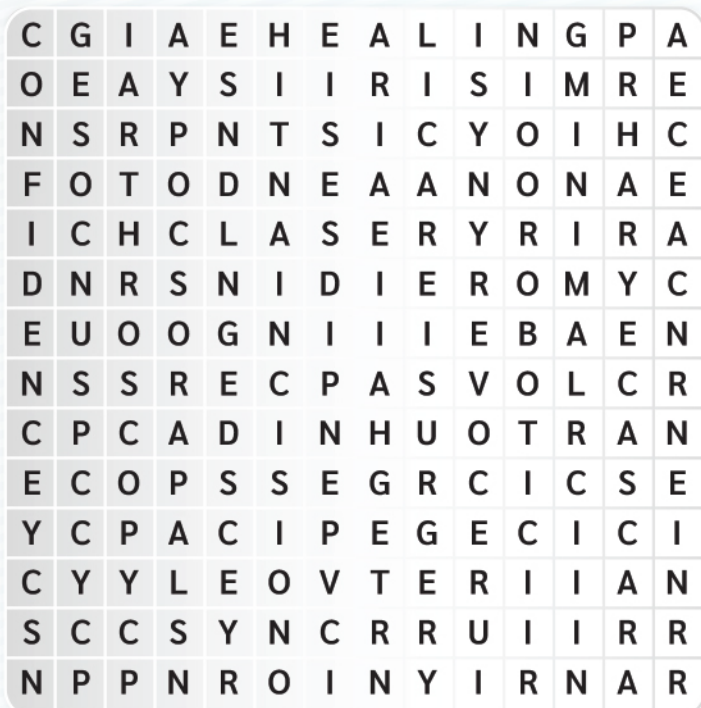 C G I A E H E A L I N G P A
O E A Y S I I R I S I M R E
N S R P N T S I C Y O I H C
F O T O D N E A A N O N A E
I C H C L A S E R Y R I R A
D N R S N I D I E R O M Y C
E U O O G N I I I E B A E N
N S S R E C P A S V O L C R
C P C A D I N H U O T R A N
E C O P S S E G R C I C S E
Y C P A C I P E G E C I C I
C Y Y L E O V T E R I I A N
S C C S Y N C R R U I I R R
N P P N R O I N Y I R N A R